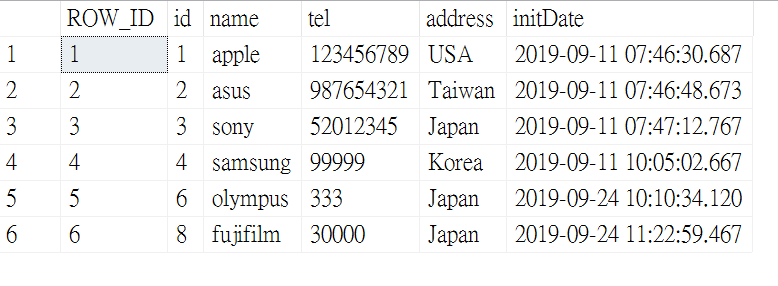 ROW_ID id name tel address initDate
1 1 1 apple 123456789 USA 2019-09-11 07:46:30.687
2 2 2 asus 987654321 Taiwan 2019-09-11 07:46:48.673
3 3 3 sony 52012345 Japan 2019-09-11 07:47:12.767
4 4 4 samsung 99999 Korea 2019-09-11 10:05:02.667
5 5 6 olympus 333 Japan 2019-09-24 10:10:34.120
6 6 8 fujifilm 30000 Japan 2019-09-24 11:22:59.467